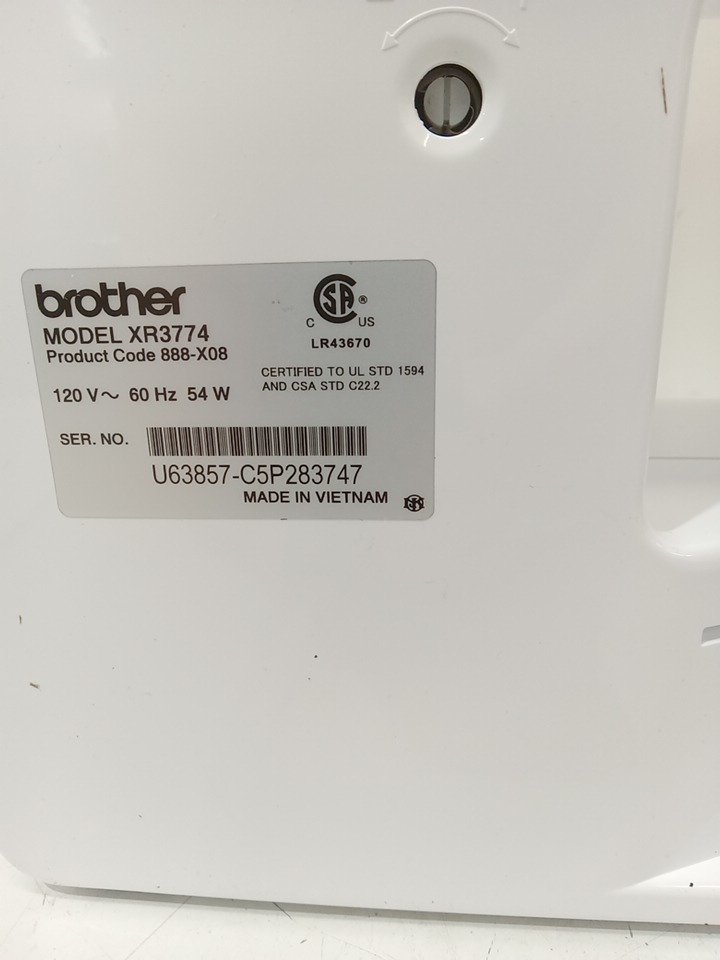 brother
MODEL XR3774
Product Code 888-X08
120 V~ 60 Hz 54 W
SER. NO.
U63857-C5P283747
MADE IN VIETNAM
CSA ®
C US
LR43670
CERTIFIED TO UL STD 1594
AND CSA STD C22.2